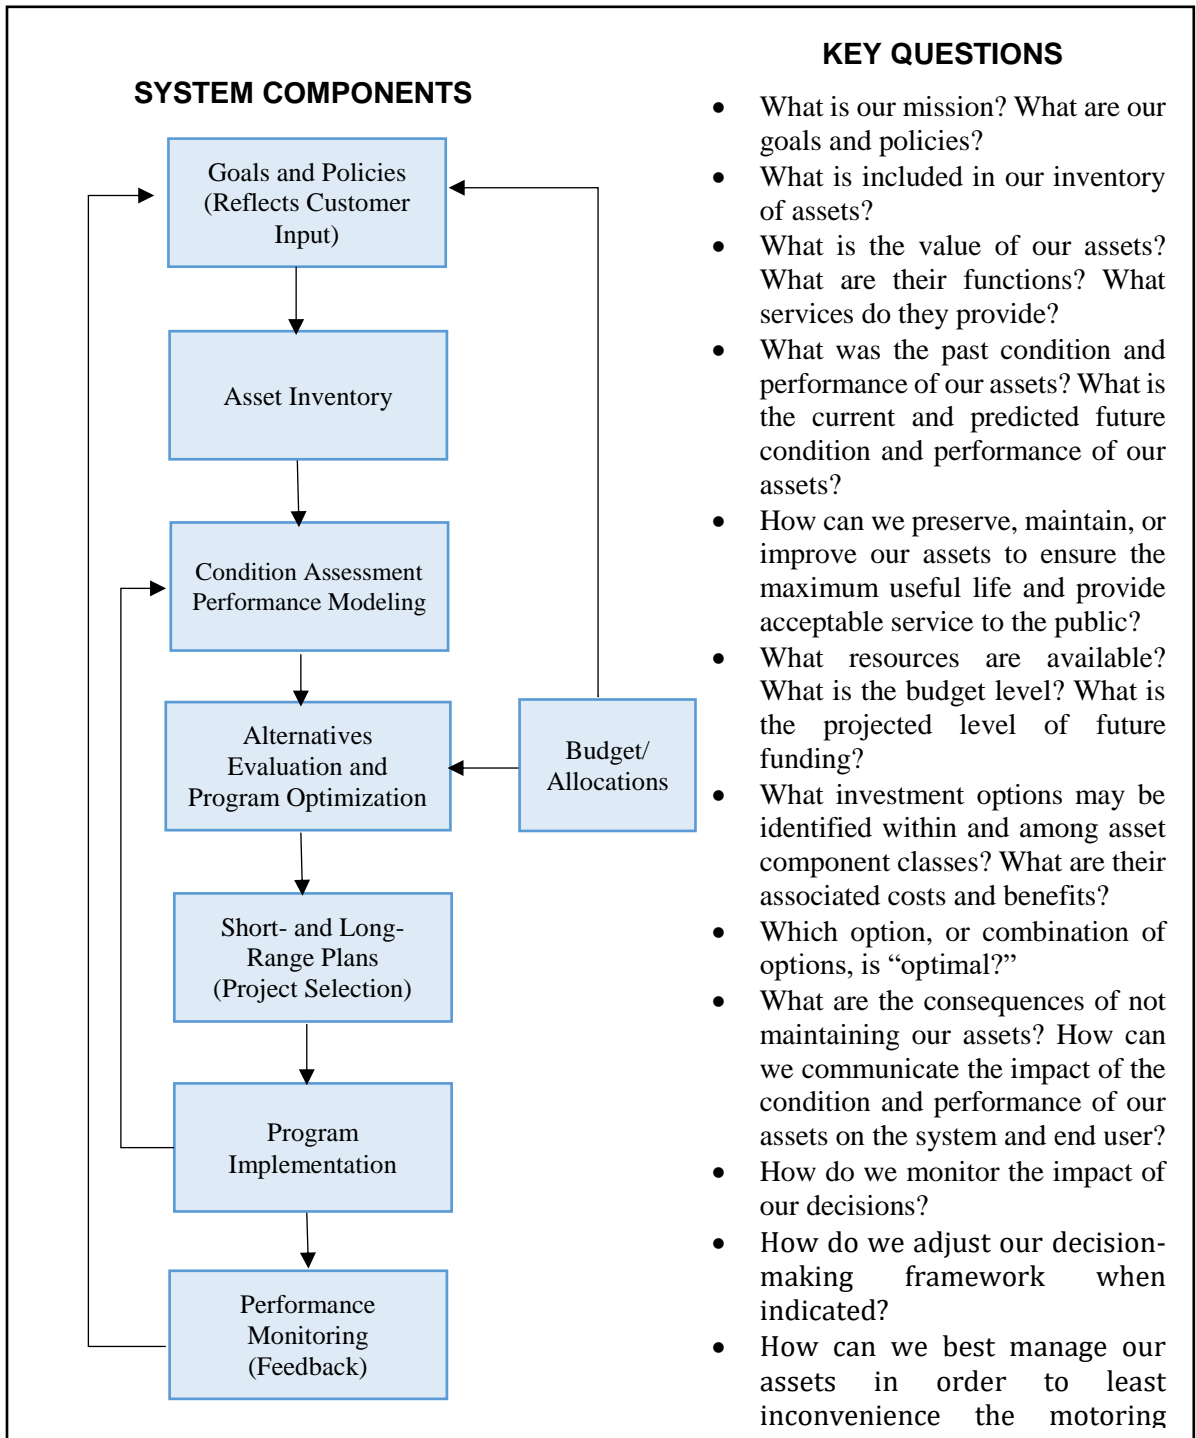 SYSTEM COMPONENTS
Goals and Policies
(Reflects Customer
Input)
Asset Inventory
Condition Assessment
Performance Modeling
Alternatives
Evaluation and
Program Optimization
Budget/
Allocations
Short- and Long-
Range Plans
(Project Selection)
Program
Implementation
Performance
Monitoring
(Feedback)
KEY QUESTIONS
• What is our mission? What are our
goals and policies?
• What is included in our inventory
of assets?
• What is the value of our assets?
What are their functions? What
services do they provide?
• What was the past condition and
performance of our assets? What is
the current and predicted future
condition and performance of our
assets?
• How can we preserve, maintain, or
improve our assets to ensure the
maximum useful life and provide
acceptable service to the public?
• What resources are available?
What is the budget level? What is
the projected level of future
funding?
• What investment options may be
identified within and among asset
component classes? What are their
associated costs and benefits?
• Which option, or combination of
options, is “optimal?”
• What are the consequences of not
maintaining our assets? How can
we communicate the impact of the
condition and performance of our
assets on the system and end user?
• How do we monitor the impact of
our decisions?
• How do we adjust our decision-
making framework when
indicated?
• How can we best manage our
assets in order to least
inconvenience the motoring